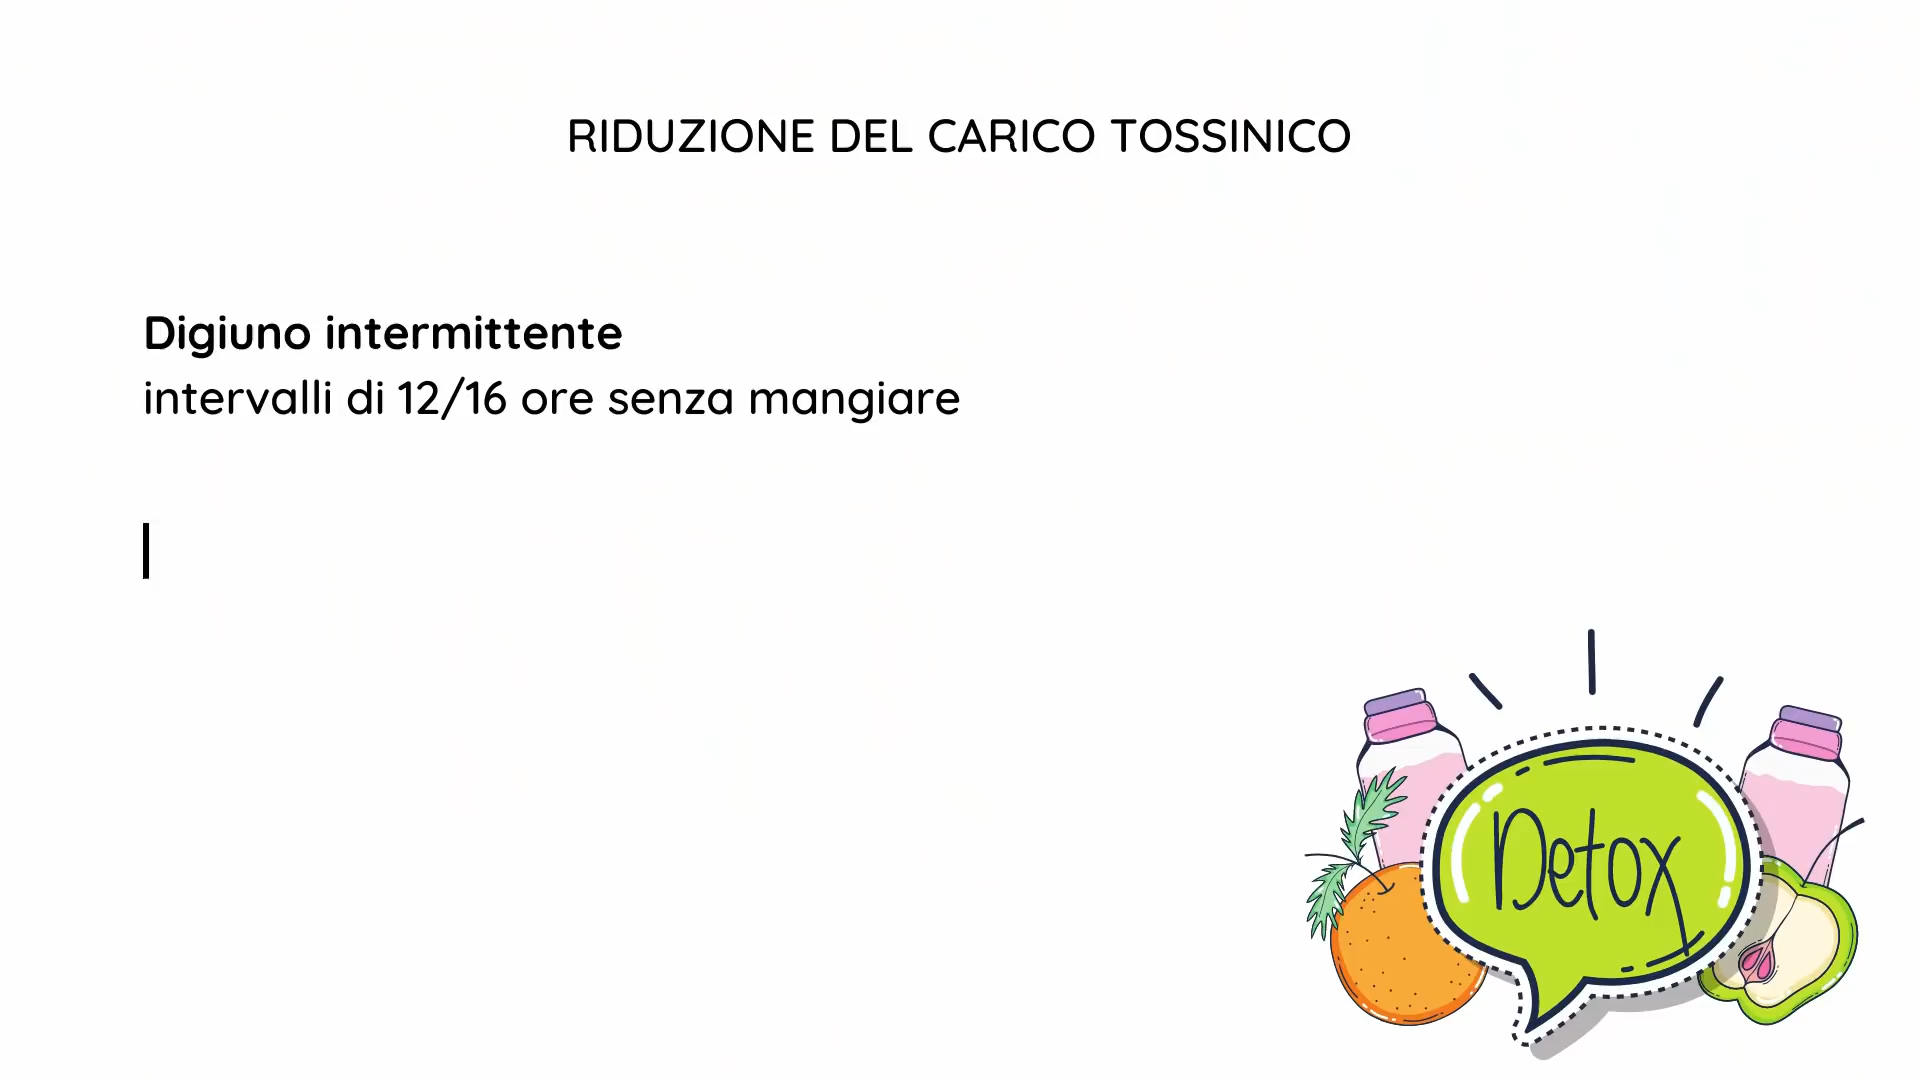 RIDUZIONE DEL CARICO TOSSINICO
Digiuno intermittente
intervalli di 12/16 ore senza mangiare
Detox